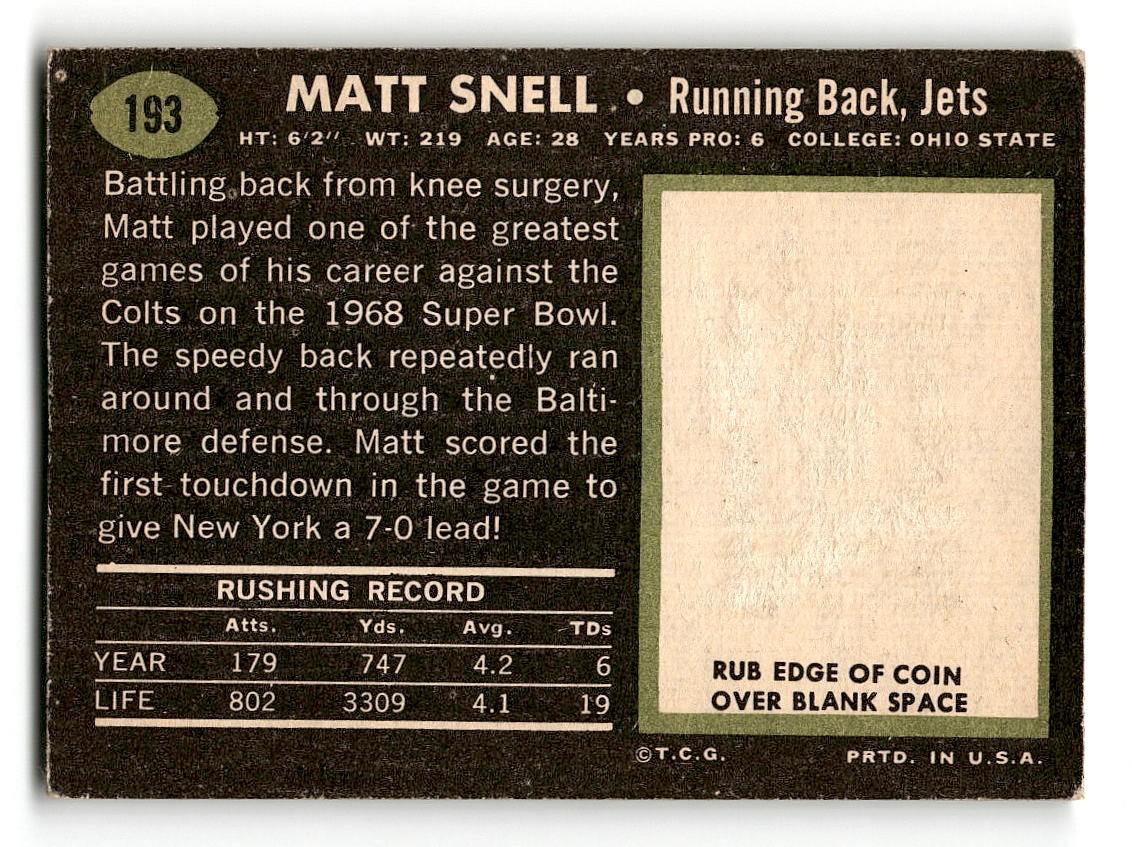 193
MATT SNELL • Running Back, Jets
HT: 6'2" WT: 219 AGE: 28 YEARS PRO: 6 COLLEGE: OHIO STATE
Battling back from knee surgery,
Matt played one of the greatest
games of his career against the
Colts on the 1968 Super Bowl.
The speedy back repeatedly ran
around and through the Balti-
more defense. Matt scored the
first touchdown in the game to
give New York a 7-0 lead!
RUSHING RECORD
Atts. Yds. Avg. TDs
YEAR 179 747 4.2 6
LIFE 802 3309 4.1 19
RUB EDGE OF COIN
OVER BLANK SPACE
©T.C.G. PRTD. IN U.S.A.